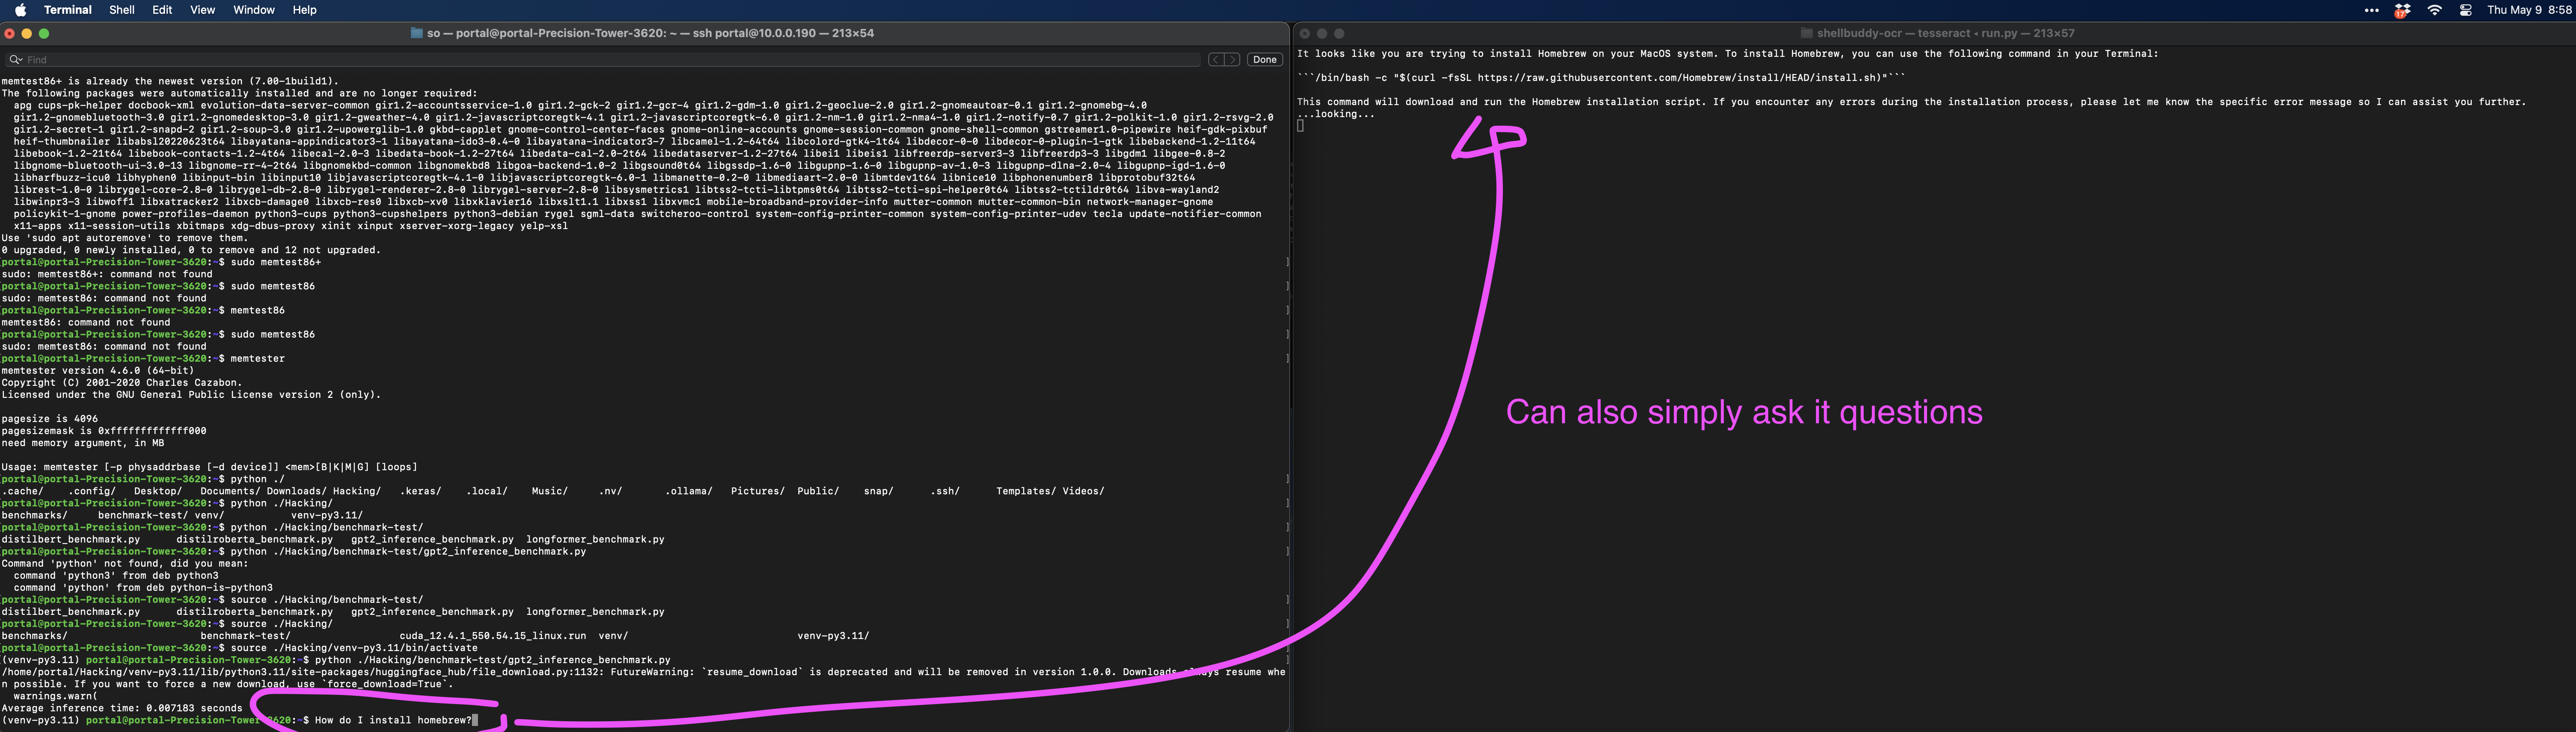 Terminal Shell Edit View Window Help
17
Thu May 9 8:58
so — portal@portal-Precision-Tower-3620: ~ — ssh portal@10.0.0.190 — 213×54
Find
Done
memtest86+ is already the newest version (7.00-1build1).
The following packages were automatically installed and are no longer required:
  apg cups-pk-helper docbook-xml evolution-data-server-common gir1.2-accountsservice-1.0 gir1.2-gck-2 gir1.2-gcr-4 gir1.2-gdm-1.0 gir1.2-geoclue-2.0 gir1.2-gnomeautoar-0.1 gir1.2-gnomebg-4.0
  gir1.2-gnomebluetooth-3.0 gir1.2-gnomedesktop-3.0 gir1.2-gweather-4.0 gir1.2-javascriptcoregtk-4.1 gir1.2-javascriptcoregtk-6.0 gir1.2-nm-1.0 gir1.2-nma4-1.0 gir1.2-notify-0.7 gir1.2-polkit-1.0 gir1.2-rsvg-2.0
  gir1.2-secret-1 gir1.2-snapd-2 gir1.2-soup-3.0 gir1.2-upowerglib-1.0 gkbd-capplet gnome-control-center-faces gnome-online-accounts gnome-session-common gnome-shell-common gstreamer1.0-pipewire heif-gdk-pixbuf
  heif-thumbnailer libabsl20220623t64 libayatana-appindicator3-1 libayatana-ido3-0.4-0 libayatana-indicator3-7 libcamel-1.2-64t64 libcolord-gtk4-1t64 libdecor-0-0 libdecor-0-plugin-1-gtk libebackend-1.2-11t64
  libebook-1.2-21t64 libebook-contacts-1.2-4t64 libecal-2.0-3 libedata-book-1.2-27t64 libedata-cal-2.0-2t64 libedataserver-1.2-27t64 libei1 libeis1 libfreerdp-server3-3 libfreerdp3-3 libgdm1 libgee-0.8-2
  libgnome-bluetooth-ui-3.0-13 libgnome-rr-4-2t64 libgnomekbd-common libgnomekbd8 libgoa-backend-1.0-2 libgsound0t64 libgssdp-1.6-0 libgupnp-1.6-0 libgupnp-av-1.0-3 libgupnp-dlna-2.0-4 libgupnp-igd-1.6-0
  libharfbuzz-icu0 libhyphen0 libinput-bin libinput10 libjavascriptcoregtk-4.1-0 libjavascriptcoregtk-6.0-1 libmanette-0.2-0 libmediaart-2.0-0 libmtdev1t64 libnice10 libphonenumber8 libprotobuf32t64
  librest-1.0-0 librygel-core-2.8-0 librygel-db-2.8-0 librygel-renderer-2.8-0 librygel-server-2.8-0 libsysmetrics1 libtss2-tcti-libtpms0t64 libtss2-tcti-spi-helper0t64 libtss2-tctildr0t64 libva-wayland2
  libwinpr3-3 libwoff1 libxatracker2 libxcb-damage0 libxcb-res0 libxcb-xv0 libxklavier16 libxslt1.1 libxss1 libxvmc1 mobile-broadband-provider-info mutter-common mutter-common-bin network-manager-gnome
  policykit-1-gnome power-profiles-daemon python3-cups python3-cupshelpers python3-debian rygel sgml-data switcheroo-control system-config-printer-common system-config-printer-udev tecla update-notifier-common
  x11-apps x11-session-utils xbitmaps xdg-dbus-proxy xinit xinput xserver-xorg-legacy yelp-xsl
Use 'sudo apt autoremove' to remove them.
0 upgraded, 0 newly installed, 0 to remove and 12 not upgraded.
[portal@portal-Precision-Tower-3620:~$ sudo memtest86+ ]
sudo: memtest86+: command not found
[portal@portal-Precision-Tower-3620:~$ sudo memtest86 ]
sudo: memtest86: command not found
[portal@portal-Precision-Tower-3620:~$ memtest86 ]
memtest86: command not found
[portal@portal-Precision-Tower-3620:~$ sudo memtest86 ]
sudo: memtest86: command not found
[portal@portal-Precision-Tower-3620:~$ memtester ]
memtester version 4.6.0 (64-bit)
Copyright (C) 2001-2020 Charles Cazabon.
Licensed under the GNU General Public License version 2 (only).
pagesize is 4096
pagesizemask is 0xfffffffffffff000
need memory argument, in MB
Usage: memtester [-p physaddrbase [-d device]] <mem>[B|K|M|G] [loops]
[portal@portal-Precision-Tower-3620:~$ python ./ ]
.cache/ .config/ Desktop/ Documents/ Downloads/ Hacking/ .keras/ .local/ Music/ .nv/ .ollama/ Pictures/ Public/ snap/ .ssh/ Templates/ Videos/
[portal@portal-Precision-Tower-3620:~$ python ./Hacking/ ]
benchmarks/ benchmark-test/ venv/ venv-py3.11/
[portal@portal-Precision-Tower-3620:~$ python ./Hacking/benchmark-test/ ]
distilbert_benchmark.py distilroberta_benchmark.py gpt2_inference_benchmark.py longformer_benchmark.py
[portal@portal-Precision-Tower-3620:~$ python ./Hacking/benchmark-test/gpt2_inference_benchmark.py ]
Command 'python' not found, did you mean:
  command 'python3' from deb python3
  command 'python' from deb python-is-python3
[portal@portal-Precision-Tower-3620:~$ source ./Hacking/benchmark-test/ ]
distilbert_benchmark.py distilroberta_benchmark.py gpt2_inference_benchmark.py longformer_benchmark.py
[portal@portal-Precision-Tower-3620:~$ source ./Hacking/ ]
benchmarks/ benchmark-test/ cuda_12.4.1_550.54.15_linux.run venv/ venv-py3.11/
[portal@portal-Precision-Tower-3620:~$ source ./Hacking/venv-py3.11/bin/activate ]
[(venv-py3.11) portal@portal-Precision-Tower-3620:~$ python ./Hacking/benchmark-test/gpt2_inference_benchmark.py ]
/home/portal/Hacking/venv-py3.11/lib/python3.11/site-packages/huggingface_hub/file_download.py:1132: FutureWarning: `resume_download` is deprecated and will be removed in version 1.0.0. Downloads always resume whe
n possible. If you want to force a new download, use `force_download=True`.
  warnings.warn(
Average inference time: 0.007183 seconds
(venv-py3.11) portal@portal-Precision-Tower-3620:~$ How do I install homebrew?
shellbuddy-ocr — tesseract ◂ run.py — 213×57
It looks like you are trying to install Homebrew on your MacOS system. To install Homebrew, you can use the following command in your Terminal:
```/bin/bash -c "$(curl -fsSL https://raw.githubusercontent.com/Homebrew/install/HEAD/install.sh)"```
This command will download and run the Homebrew installation script. If you encounter any errors during the installation process, please let me know the specific error message so I can assist you further.
...looking...
Can also simply ask it questions